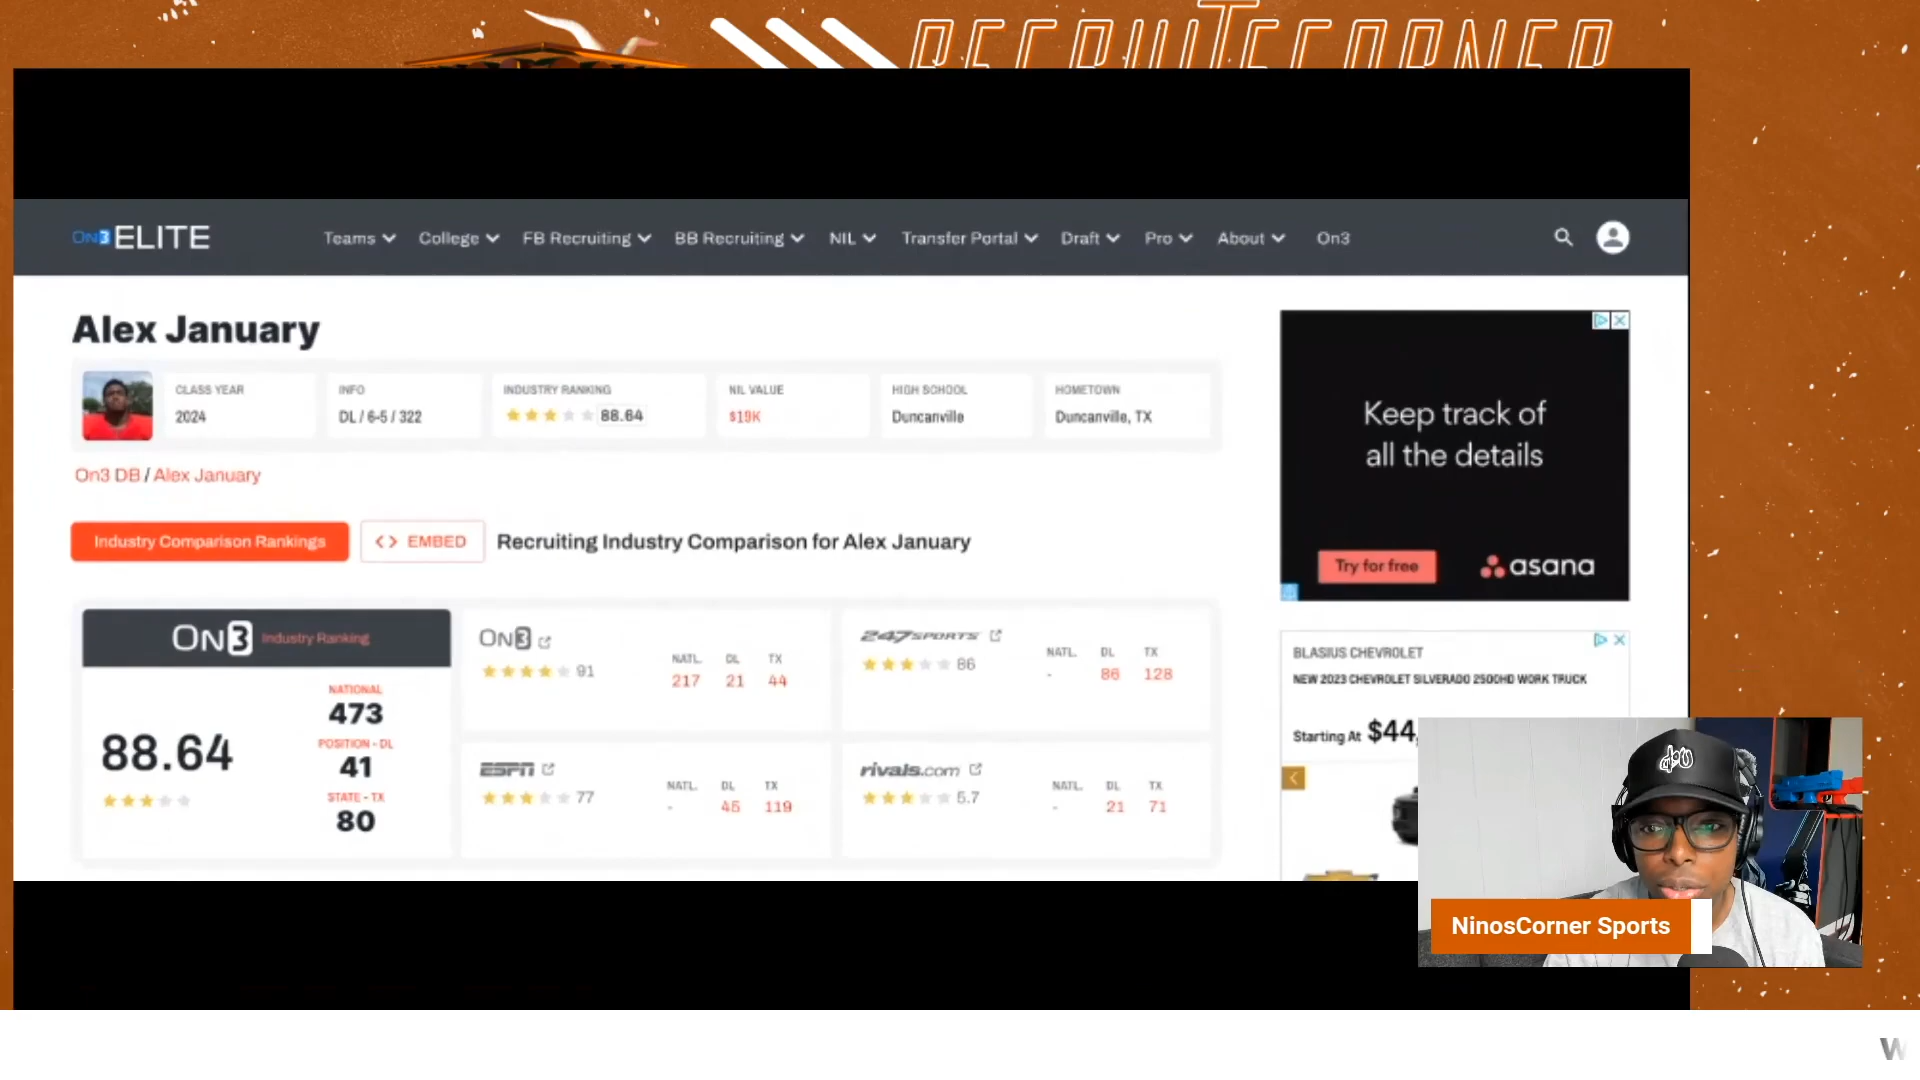 RECRUITECORNER
ON3 ELITE
Teams College FB Recruiting BB Recruiting NIL Transfer Portal Draft Pro About On3
Alex January
CLASS YEAR
2024
INFO
DL / 6-5 / 322
INDUSTRY RANKING
88.64
NIL VALUE
$19K
HIGH SCHOOL
Duncanville
HOMETOWN
Duncanville, TX
On3 DB / Alex January
Industry Comparison Rankings
<> EMBED
Recruiting Industry Comparison for Alex January
ON3 Industry Ranking
88.64
NATIONAL
473
POSITION - DL
41
STATE - TX
80
ON3
91
NATL. DL TX
217 21 44
247SPORTS
86
NATL. DL TX
- 86 128
ESPN
77
NATL. DL TX
- 45 119
rivals.com
5.7
NATL. DL TX
- 21 71
Keep track of
all the details
Try for free
asana
BLASIUS CHEVROLET
NEW 2023 CHEVROLET SILVERADO 2500HD WORK TRUCK
Starting At $44,
NinosCorner Sports
W